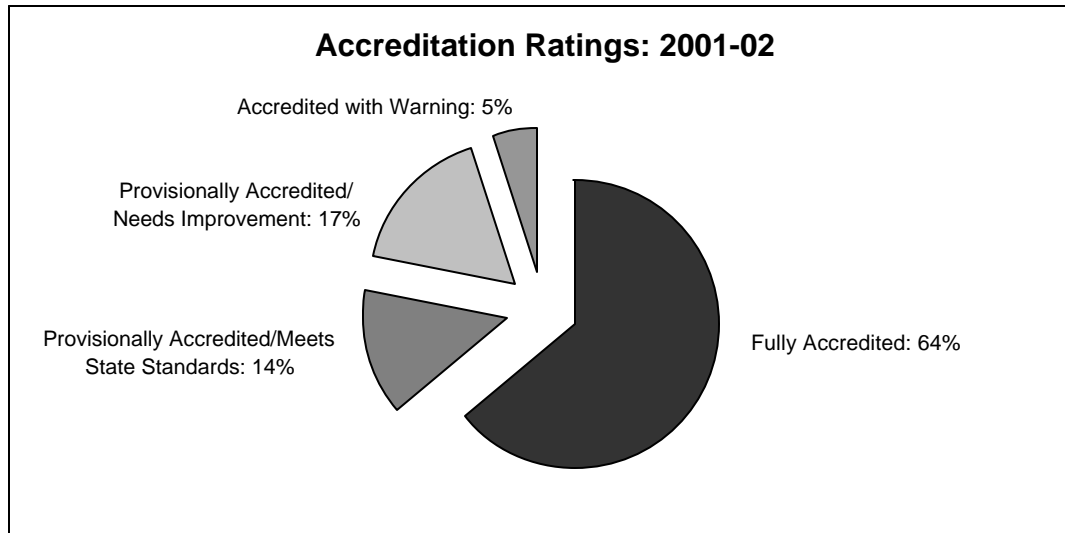 Accreditation Ratings: 2001-02
Accredited with Warning: 5%
Provisionally Accredited/
Needs Improvement: 17%
Provisionally Accredited/Meets
State Standards: 14%
Fully Accredited: 64%